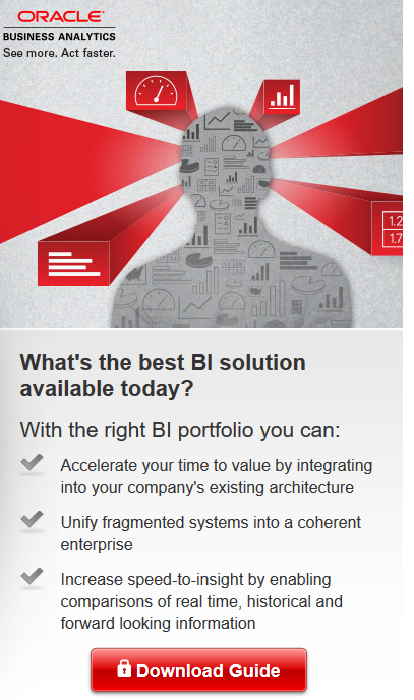 ORACLE
BUSINESS ANALYTICS
See more. Act faster.
1.2
1.7
What's the best BI solution
available today?
With the right BI portfolio you can:
Accelerate your time to value by integrating
into your company's existing architecture
Unify fragmented systems into a coherent
enterprise
Increase speed-to-insight by enabling
comparisons of real time, historical and
forward looking information
Download Guide